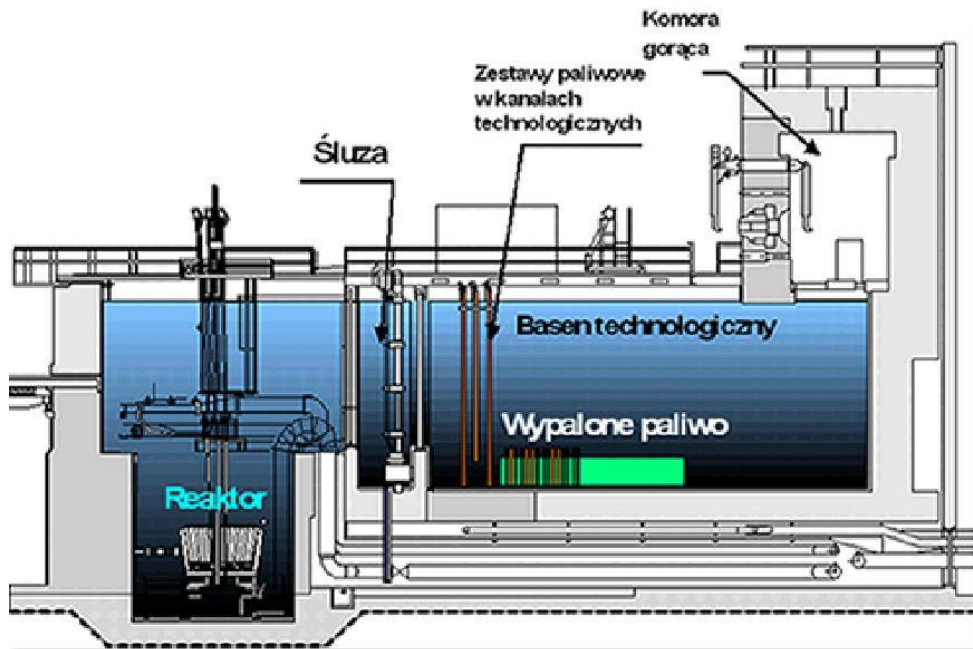 Komora
gorąca
Zestawy paliwowe
w kanałach
technologicznych
Śluza
Basen technologiczny
Wypalone paliwo
Reaktor